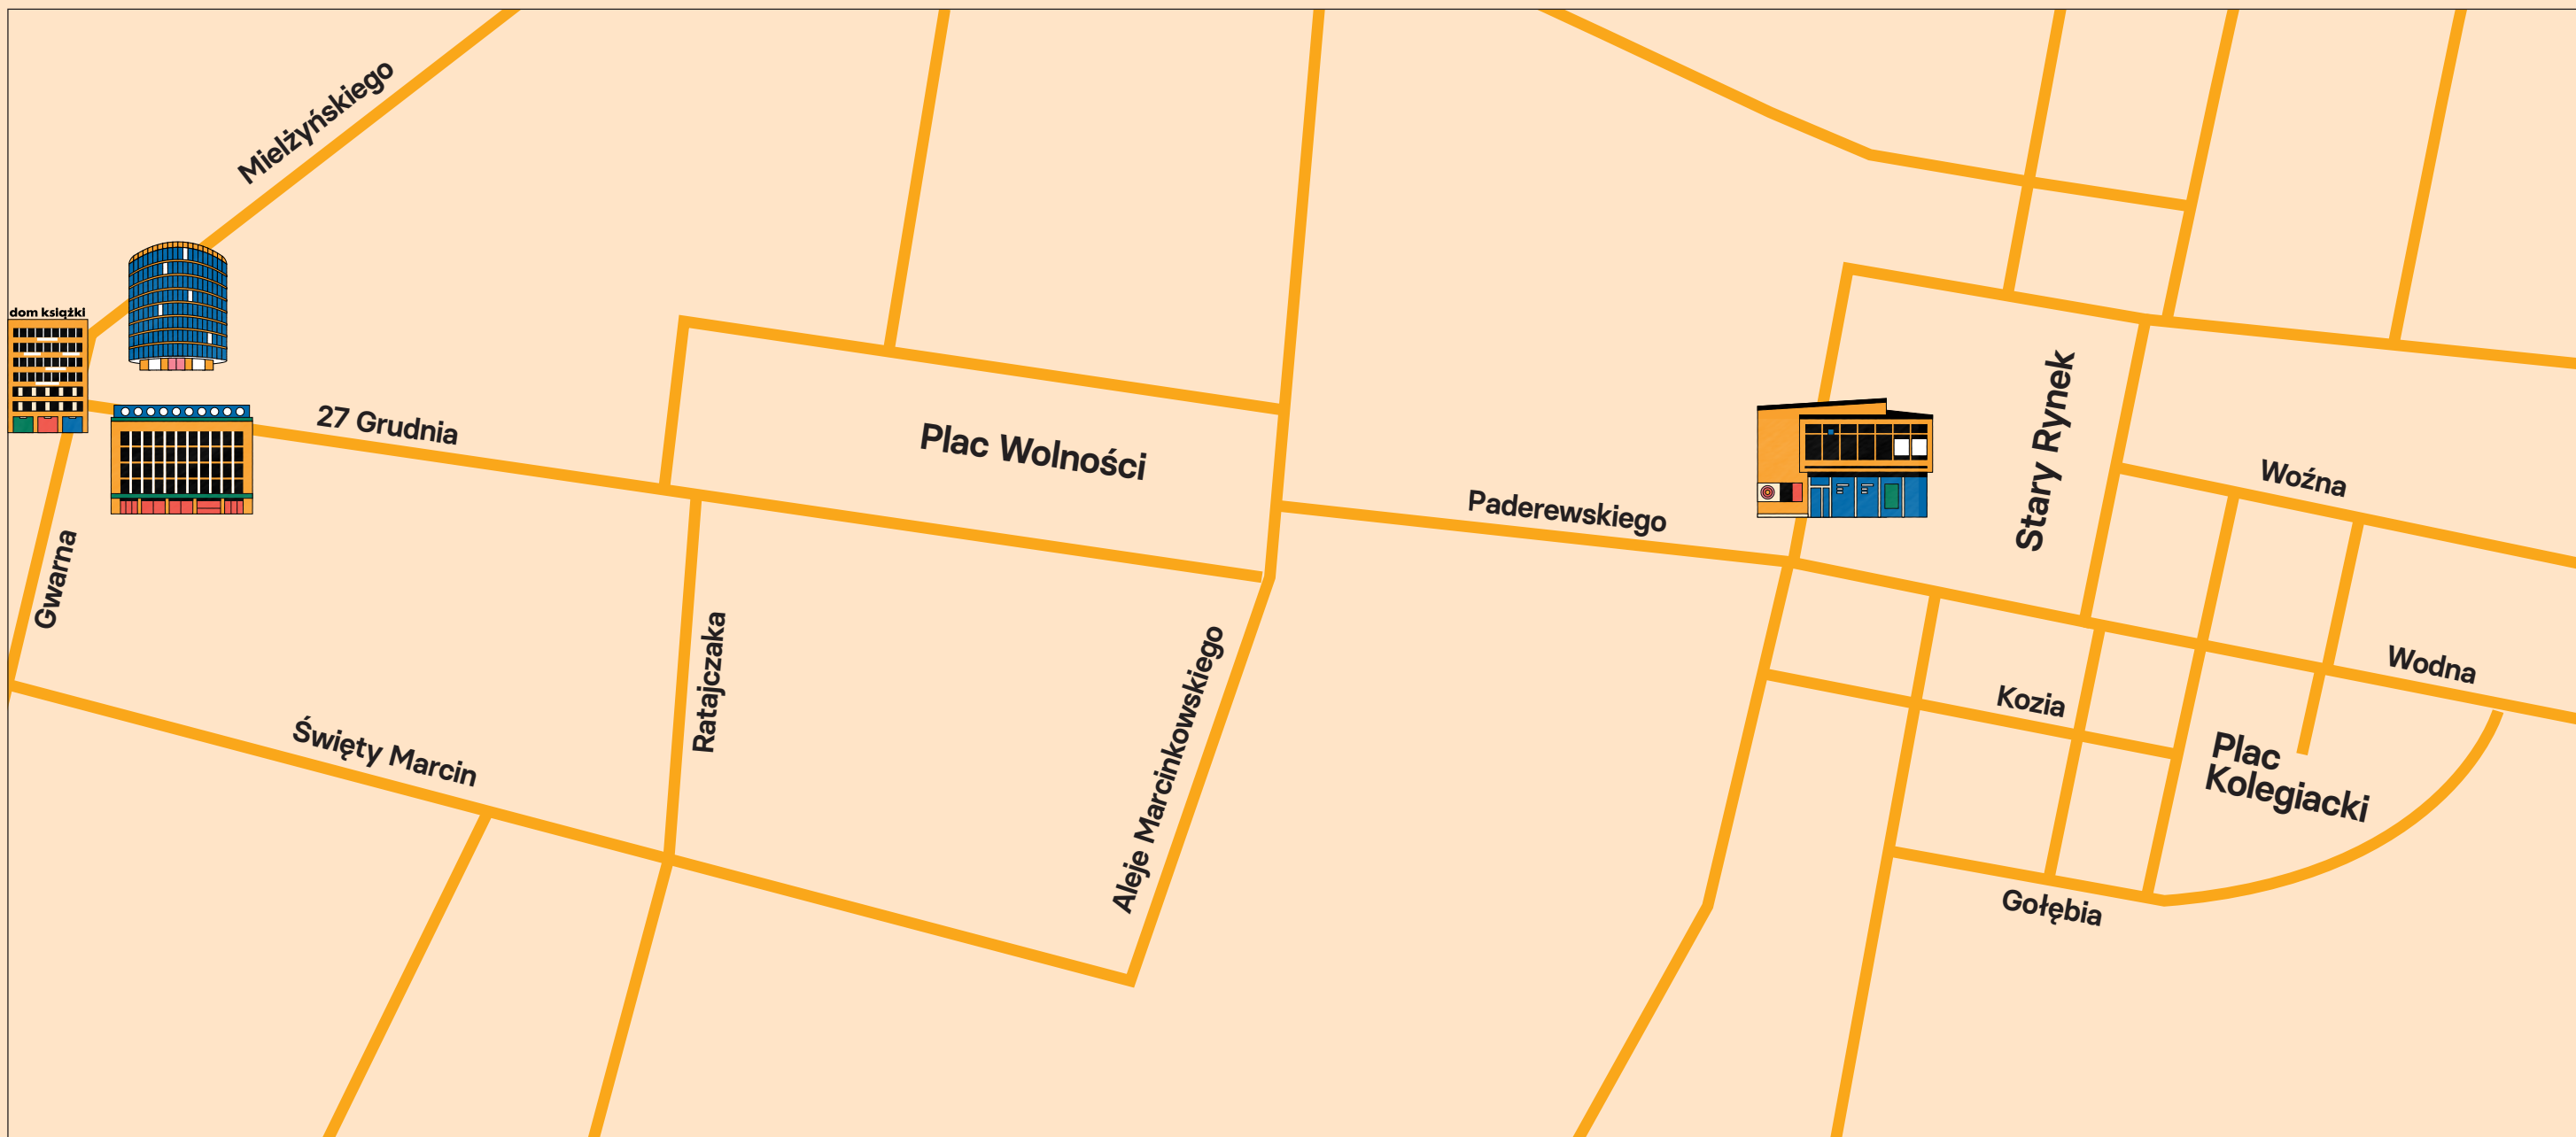 Mielżyńskiego
dom książki
27 Grudnia
Plac Wolności
Stary Rynek
Woźna
Paderewskiego
Gwarna
Ratajczaka
Aleje Marcinkowskiego
Wodna
Kozia
Święty Marcin
Plac
Kolegiacki
Gołębia